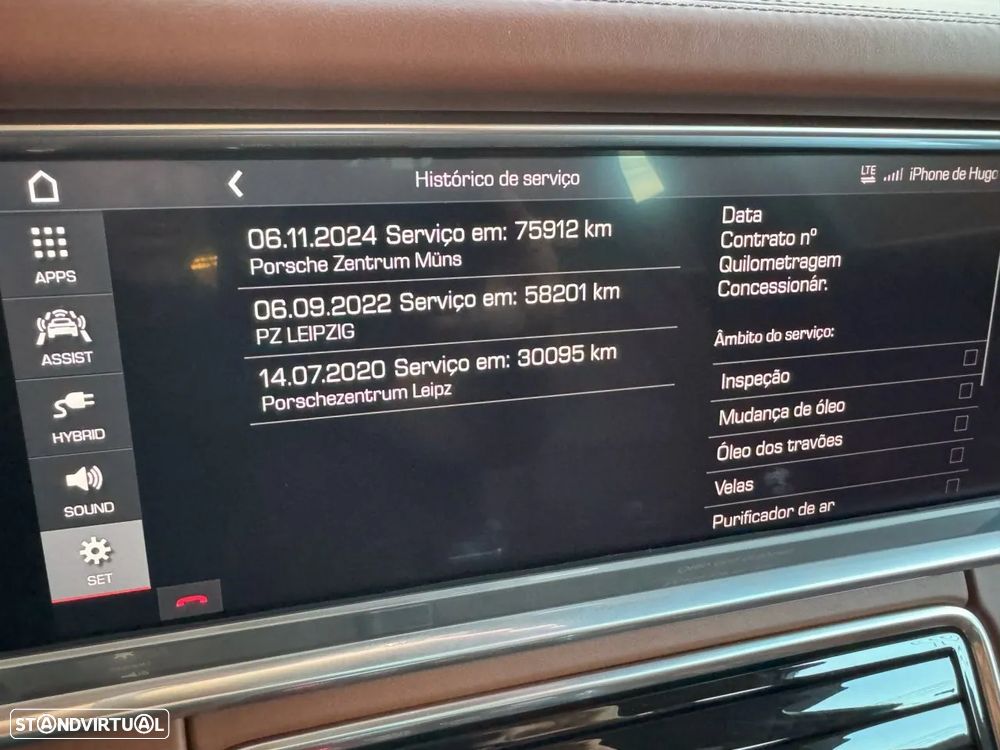 Histórico de serviço
LTE
iPhone de Hugo
APPS
ASSIST
HYBRID
SOUND
SET
06.11.2024 Serviço em: 75912 km
Porsche Zentrum Müns
06.09.2022 Serviço em: 58201 km
PZ LEIPZIG
14.07.2020 Serviço em: 30095 km
Porschezentrum Leipz
Data
Contrato nº
Quilometragem
Concessionár.
Âmbito do serviço:
Inspeção
Mudança de óleo
Óleo dos travões
Velas
Purificador de ar
STANDVIRTUAL